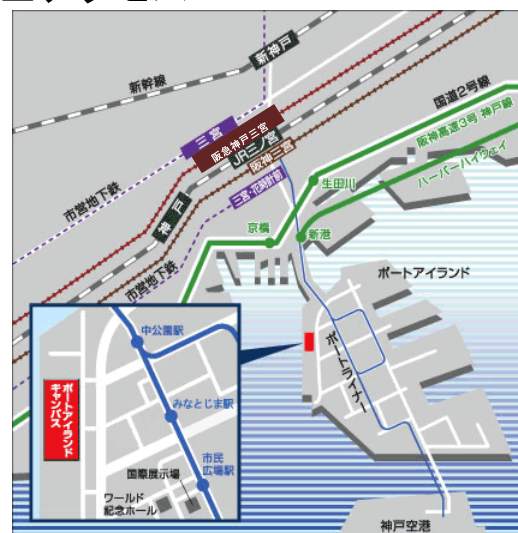 新幹線
新神戸
国道2号線
阪神高速3号 神戸線
ハーバーハイウェイ
三宮
阪急神戸三宮
JR三ノ宮
阪神三宮
三宮・花時計前
市営地下鉄
神戸
市営地下鉄
生田川
京橋
新港
ポートアイランド
ポートライナー
中公園駅
みなとじま駅
市民
広場駅
国際展示場
ワールド
記念ホール
ポートアイランド
キャンパス
神戸空港